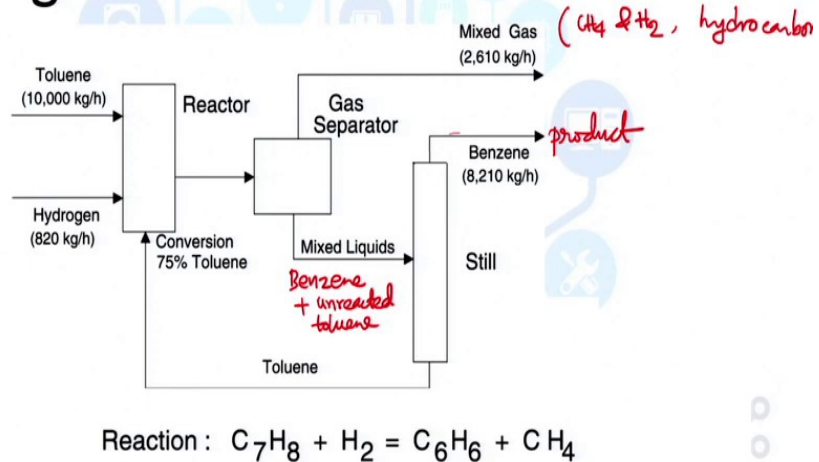 Mixed Gas (CH4 & H2, hydrocarbon
(2,610 kg/h)
Toluene
(10,000 kg/h)
Reactor
Gas
Separator
product
Benzene
(8,210 kg/h)
Hydrogen
(820 kg/h)
Conversion
75% Toluene
Mixed Liquids
Still
Benzene
+ unreacted
toluene
Toluene
Reaction : C7H8 + H2 = C6H6 + CH4